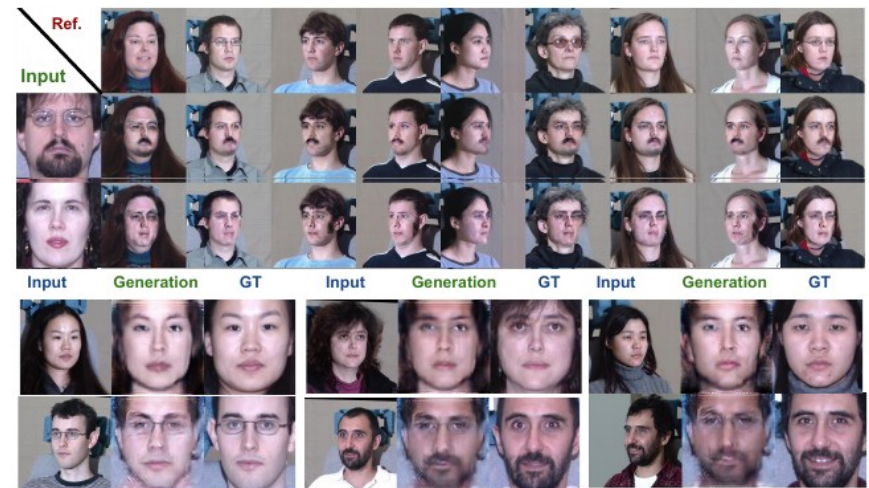 Ref.
Input
Input Generation GT Input Generation GT Input Generation GT